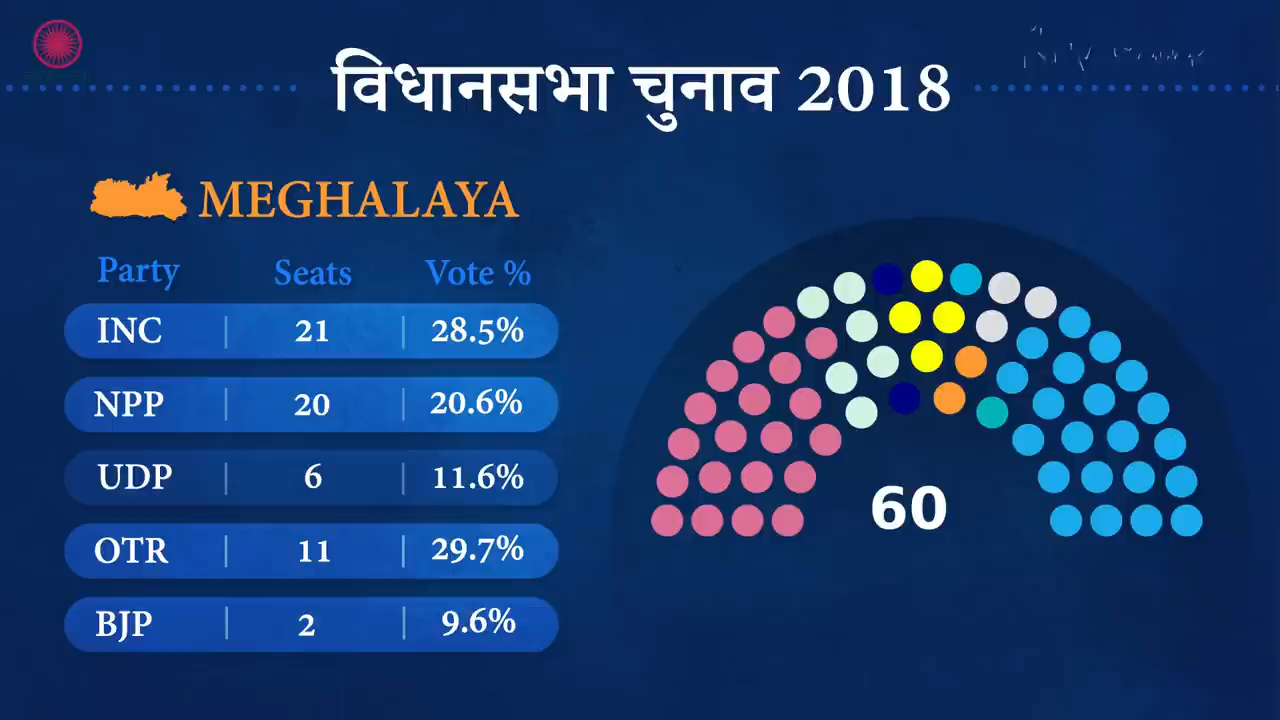 विधानसभा चुनाव 2018
MEGHALAYA
Party Seats Vote %
INC 21 28.5%
NPP 20 20.6%
UDP 6 11.6%
OTR 11 29.7%
BJP 2 9.6%
60